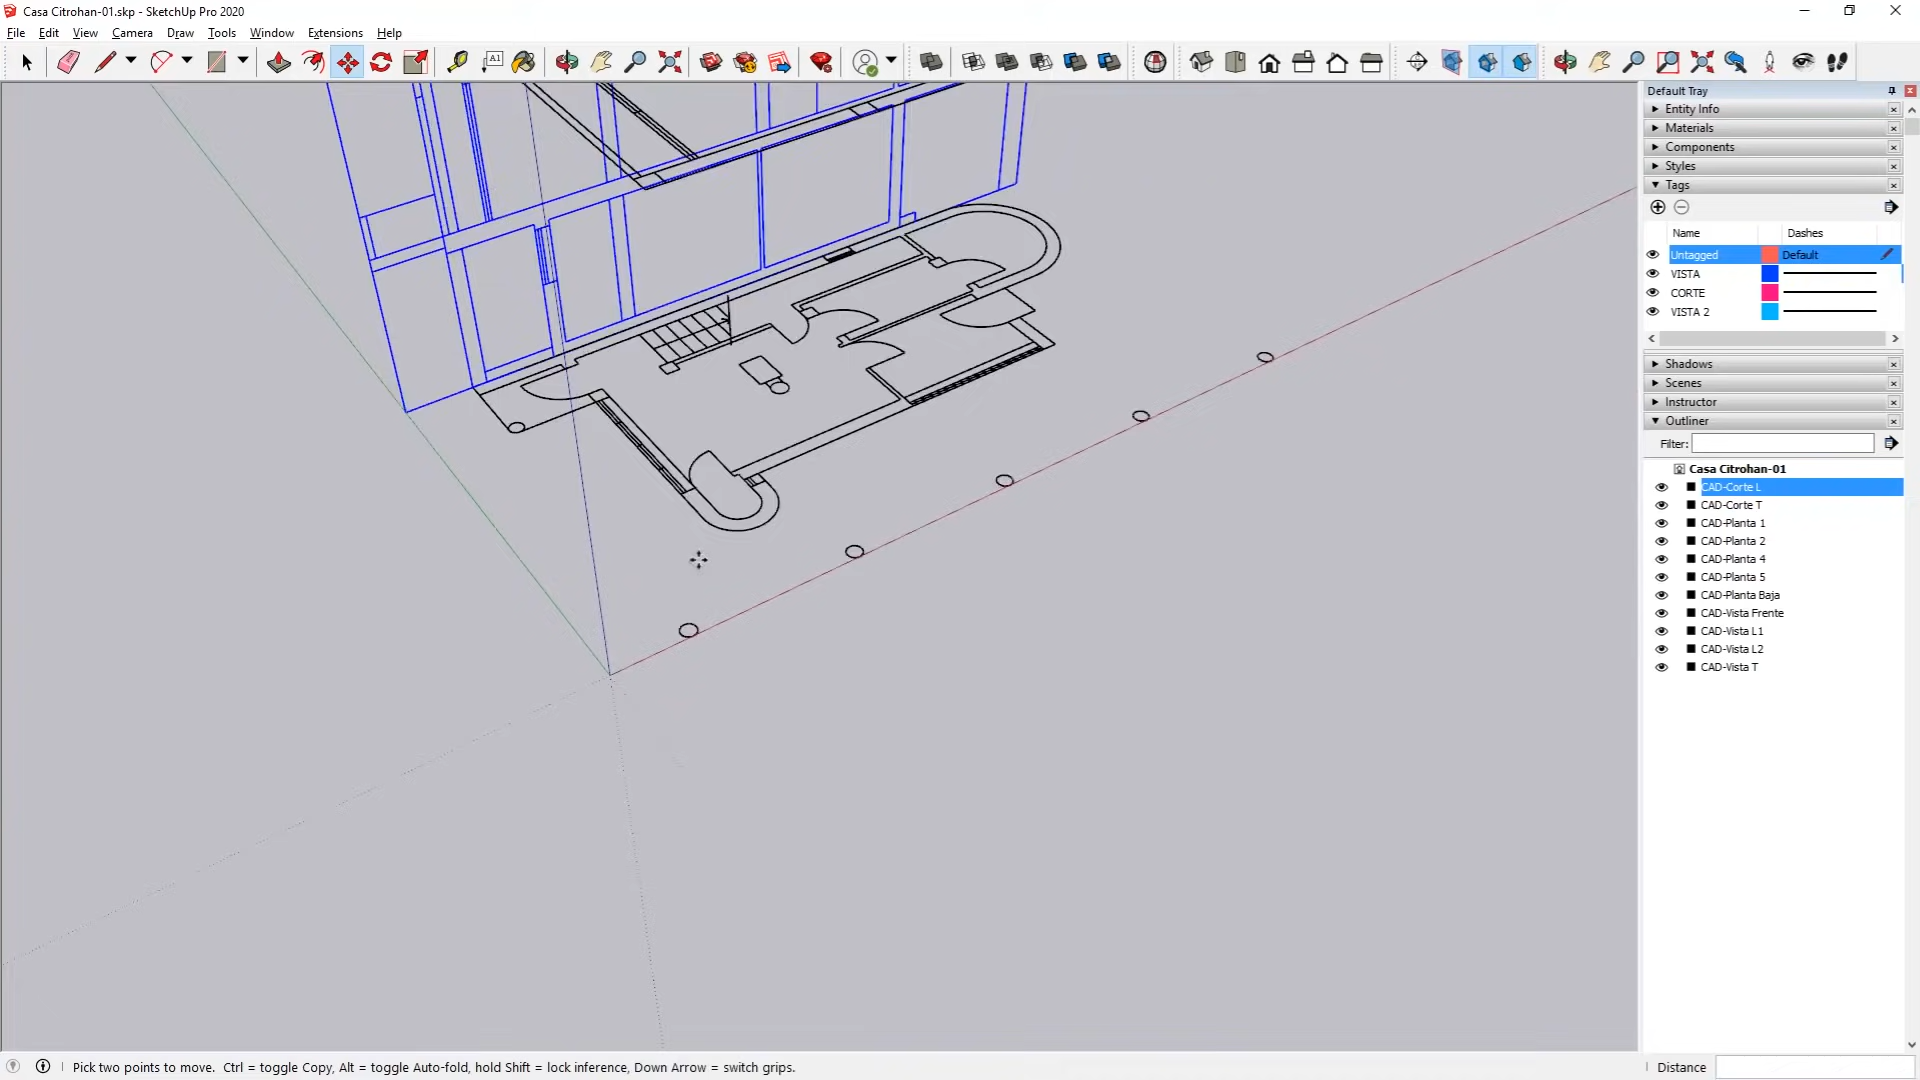 Casa Citrohan-01.skp - SketchUp Pro 2020
File Edit View Camera Draw Tools Window Extensions Help
A1
Default Tray
Entity Info
Materials
Components
Styles
Tags
Name Dashes
Untagged Default
VISTA
CORTE
VISTA 2
Shadows
Scenes
Instructor
Outliner
Filter:
Casa Citrohan-01
CAD-Corte L
CAD-Corte T
CAD-Planta 1
CAD-Planta 2
CAD-Planta 4
CAD-Planta 5
CAD-Planta Baja
CAD-Vista Frente
CAD-Vista L1
CAD-Vista L2
CAD-Vista T
Pick two points to move. Ctrl = toggle Copy, Alt = toggle Auto-fold, hold Shift = lock inference, Down Arrow = switch grips.
Distance